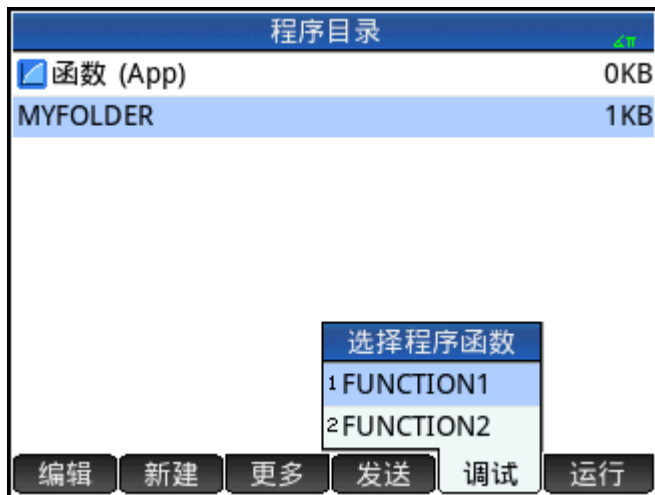 程序目录
∡π
函数 (App) 0KB
MYFOLDER 1KB
选择程序函数
1 FUNCTION1
2 FUNCTION2
编辑 新建 更多 发送 调试 运行